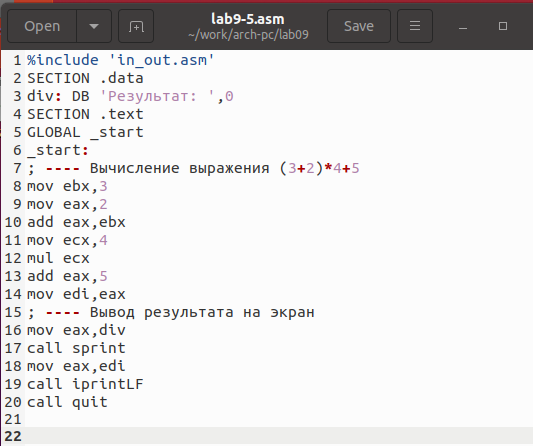 Open
lab9-5.asm
~/work/arch-pc/lab09
Save
1 %include 'in_out.asm'
2 SECTION .data
3 div: DB 'Результат: ',0
4 SECTION .text
5 GLOBAL _start
6 _start:
7 ; ---- Вычисление выражения (3+2)*4+5
8 mov ebx,3
9 mov eax,2
10 add eax,ebx
11 mov ecx,4
12 mul ecx
13 add eax,5
14 mov edi,eax
15 ; ---- Вывод результата на экран
16 mov eax,div
17 call sprint
18 mov eax,edi
19 call iprintLF
20 call quit
21
22